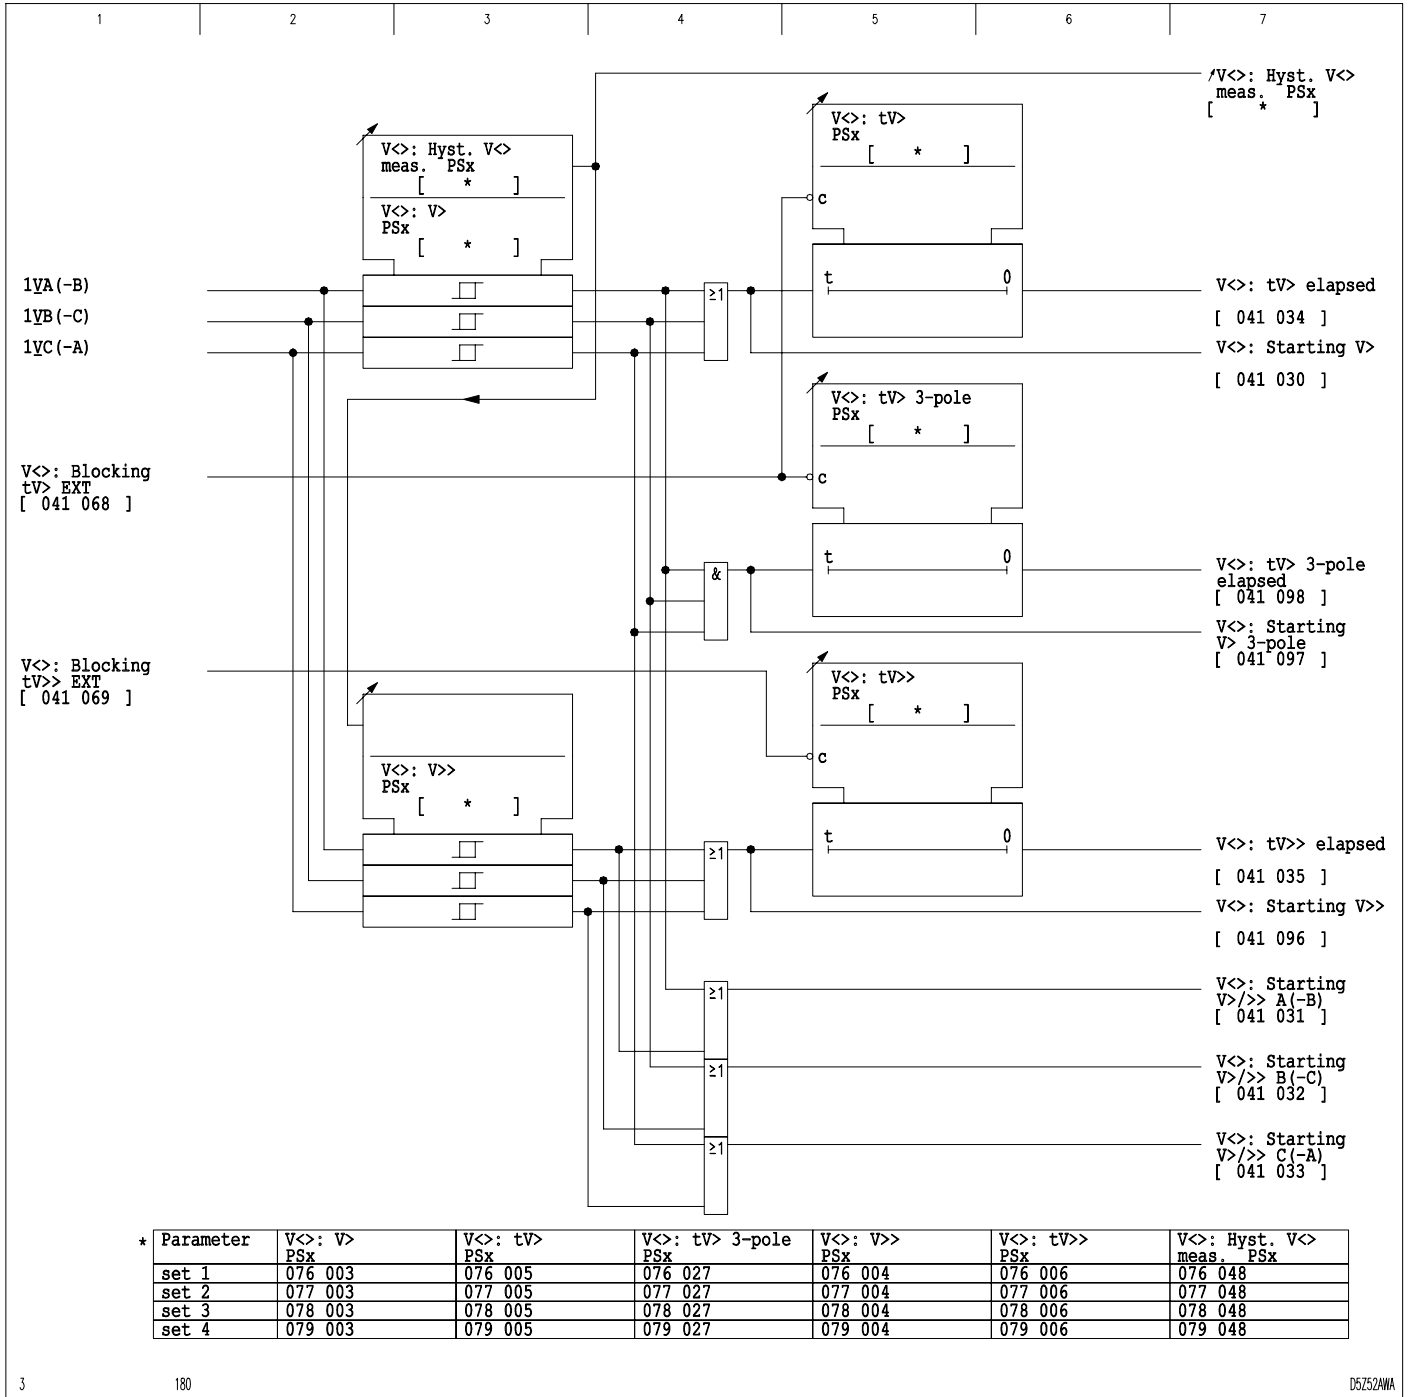 1 2 3 4 5 6 7
V<>: Hyst. V<>
meas. PSx
[ * ]
V<>: tV>
PSx
[ * ]
c
t 0
V<>: Hyst. V<>
meas. PSx
[ * ]
V<>: V>
PSx
[ * ]
1VA(-B)
1VB(-C)
1VC(-A)
≥1
V<>: tV> elapsed
[ 041 034 ]
V<>: Starting V>
[ 041 030 ]
V<>: tV> 3-pole
PSx
[ * ]
c
t 0
V<>: Blocking
tV> EXT
[ 041 068 ]
&
V<>: tV> 3-pole
elapsed
[ 041 098 ]
V<>: Starting
V> 3-pole
[ 041 097 ]
V<>: Blocking
tV>> EXT
[ 041 069 ]
V<>: tV>>
PSx
[ * ]
c
t 0
V<>: V>>
PSx
[ * ]
≥1
V<>: tV>> elapsed
[ 041 035 ]
V<>: Starting V>>
[ 041 096 ]
≥1
V<>: Starting
V>/>> A(-B)
[ 041 031 ]
≥1
V<>: Starting
V>/>> B(-C)
[ 041 032 ]
≥1
V<>: Starting
V>/>> C(-A)
[ 041 033 ]
* Parameter V<>: V> V<>: tV> V<>: tV> 3-pole V<>: V>> V<>: tV>> V<>: Hyst. V<>
PSx PSx PSx PSx PSx meas. PSx
set 1 076 003 076 005 076 027 076 004 076 006 076 048
set 2 077 003 077 005 077 027 077 004 077 006 077 048
set 3 078 003 078 005 078 027 078 004 078 006 078 048
set 4 079 003 079 005 079 027 079 004 079 006 079 048
3 180 D5Z52AWA